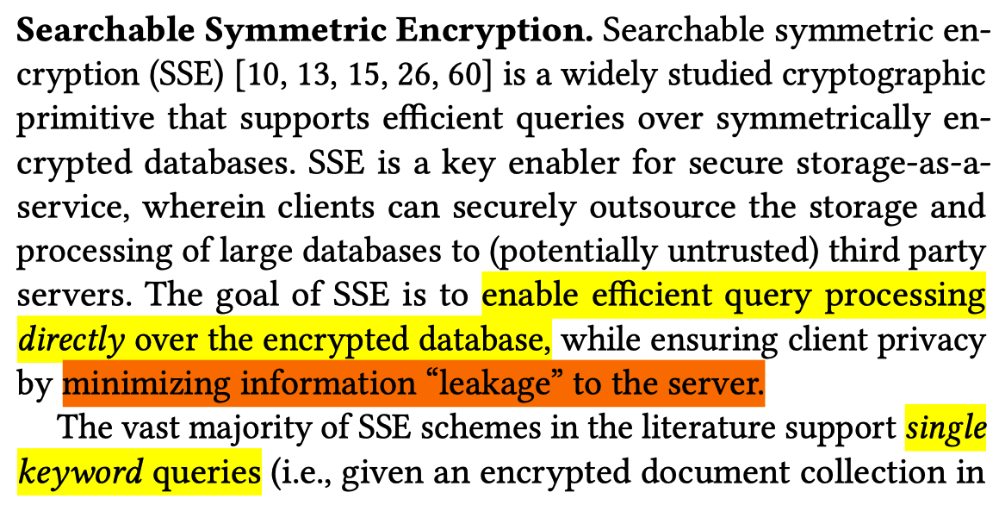 Searchable Symmetric Encryption. Searchable symmetric en-
cryption (SSE) [10, 13, 15, 26, 60] is a widely studied cryptographic
primitive that supports efficient queries over symmetrically en-
crypted databases. SSE is a key enabler for secure storage-as-a-
service, wherein clients can securely outsource the storage and
processing of large databases to (potentially untrusted) third party
servers. The goal of SSE is to enable efficient query processing
directly over the encrypted database, while ensuring client privacy
by minimizing information “leakage” to the server.
The vast majority of SSE schemes in the literature support single
keyword queries (i.e., given an encrypted document collection in